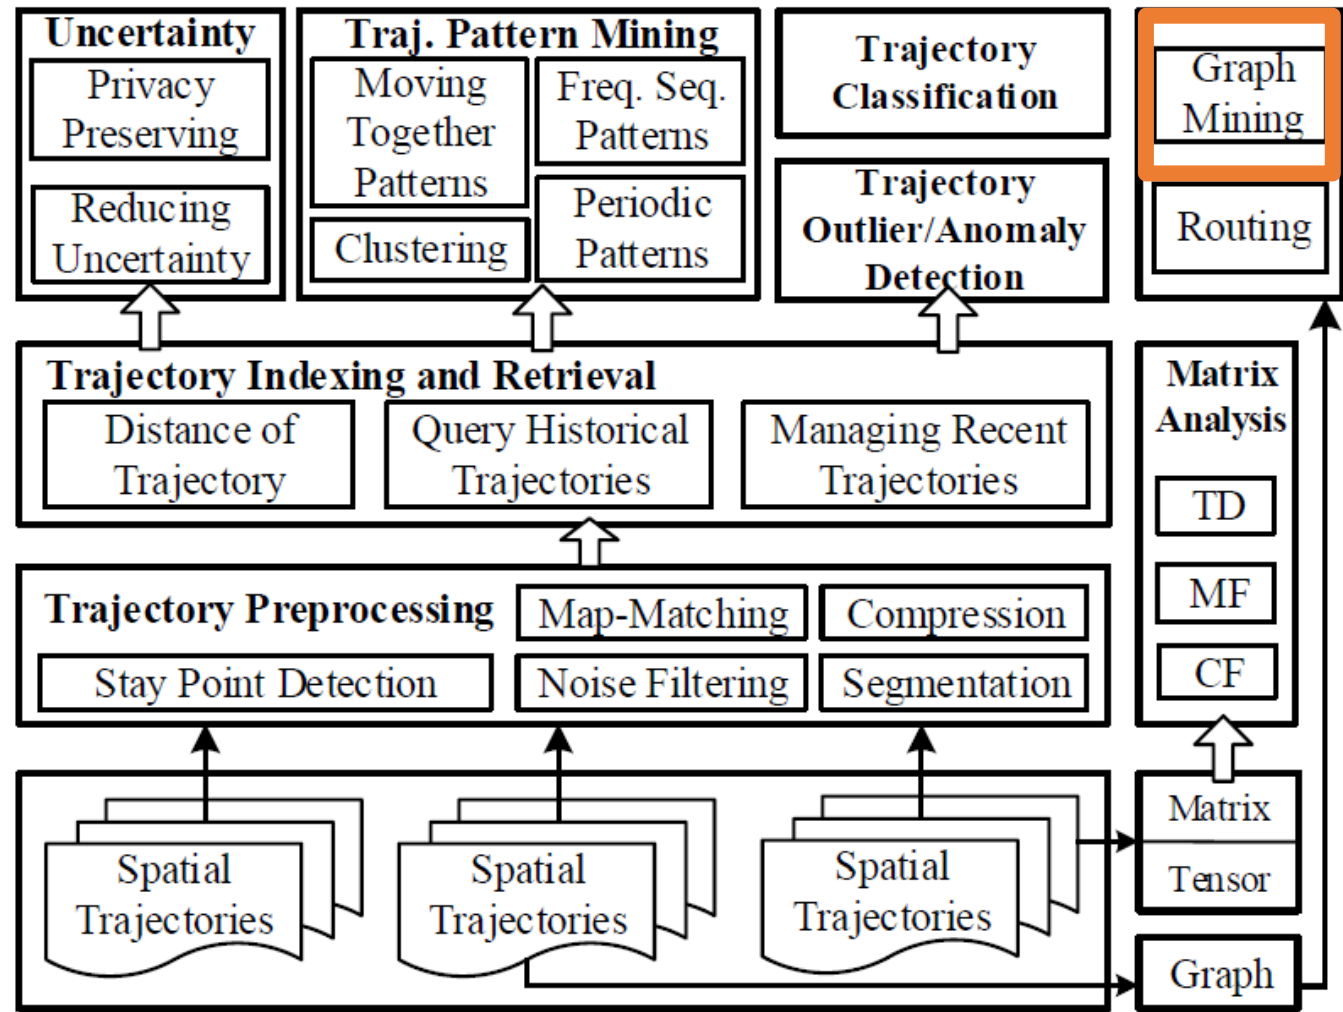 Uncertainty
Privacy
Preserving
Reducing
Uncertainty
Traj. Pattern Mining
Moving
Together
Patterns
Clustering
Freq. Seq.
Patterns
Periodic
Patterns
Trajectory
Classification
Trajectory
Outlier/Anomaly
Detection
Graph
Mining
Routing
Trajectory Indexing and Retrieval
Distance of
Trajectory
Query Historical
Trajectories
Managing Recent
Trajectories
Matrix
Analysis
TD
MF
CF
Trajectory Preprocessing
Map-Matching
Compression
Stay Point Detection
Noise Filtering
Segmentation
Spatial
Trajectories
Spatial
Trajectories
Spatial
Trajectories
Matrix
Tensor
Graph